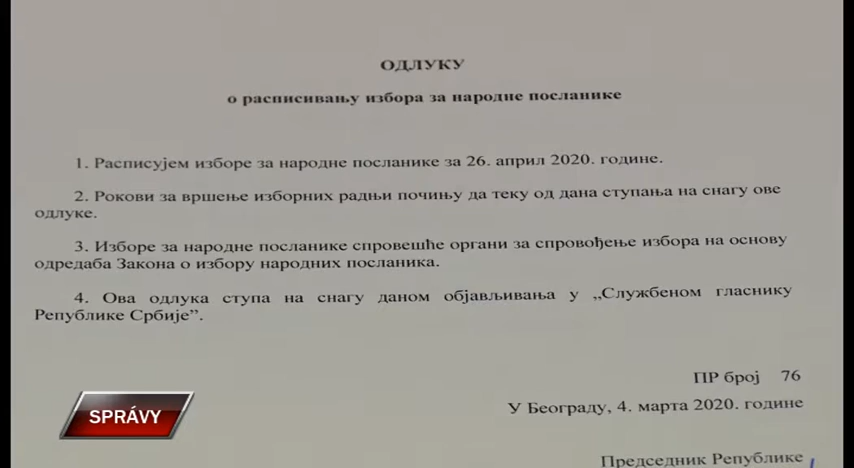 ОДЛУКУ
о расписивању избора за народне посланике
1. Расписујем изборе за народне посланике за 26. април 2020. године.
2. Рокови за вршење изборних радњи почињу да теку од дана ступања на снагу ове
одлуке.
3. Изборе за народне посланике спровешће органи за спровођење избора на основу
одредаба Закона о избору народних посланика.
4. Ова одлука ступа на снагу даном објављивања у „Службеном гласнику
Републике Србије”.
ПР број 76
У Београду, 4. марта 2020. године
Председник Републике
SPRÁVY